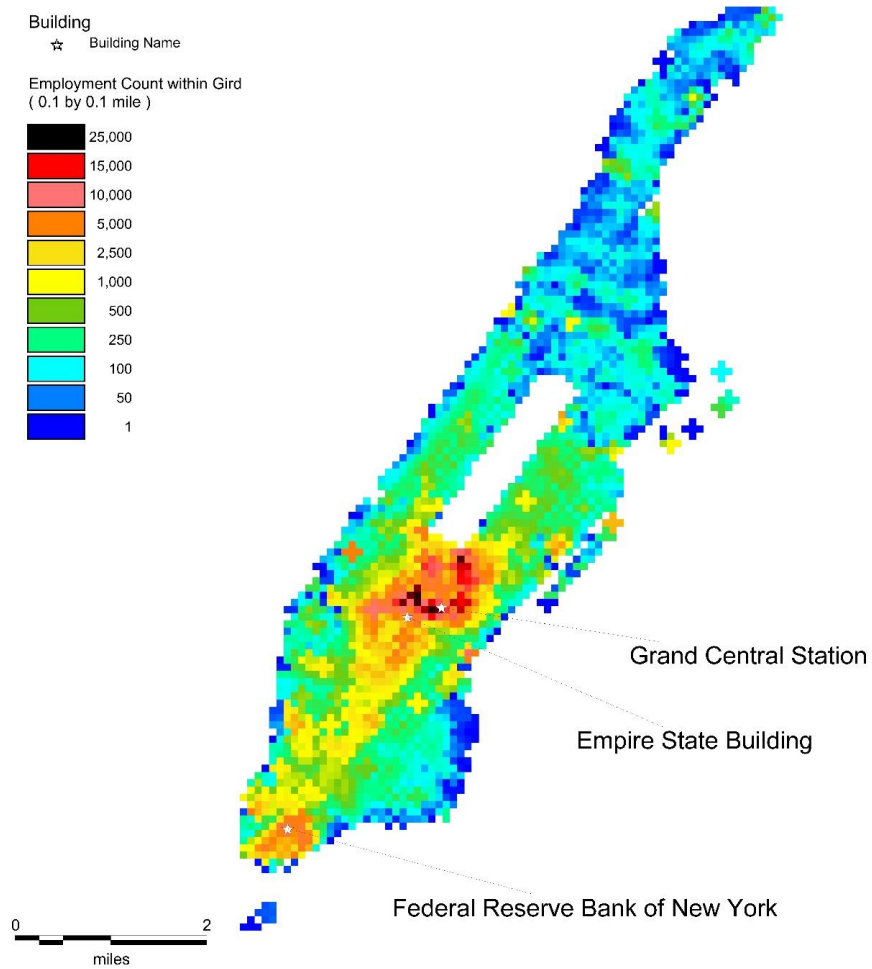 Building
Building Name
Employment Count within Gird
( 0.1 by 0.1 mile )
25,000
15,000
10,000
5,000
2,500
1,000
500
250
100
50
1
Grand Central Station
Empire State Building
Federal Reserve Bank of New York
0 2
miles